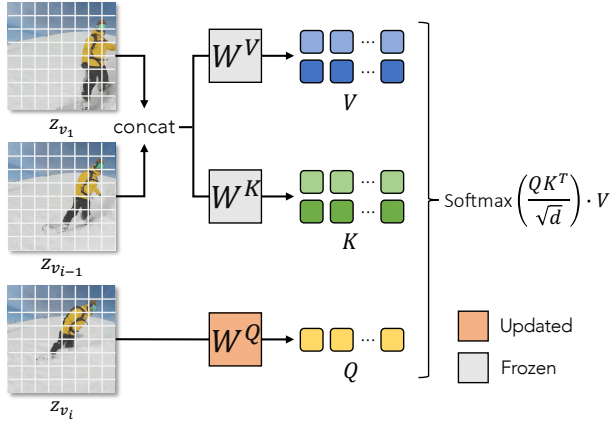 W^V
...
...
V
z_{v_1}
concat
W^K
...
...
K
z_{v_{i-1}}
Softmax (QK^T / √d) · V
W^Q
...
Q
z_{v_i}
Updated
Frozen